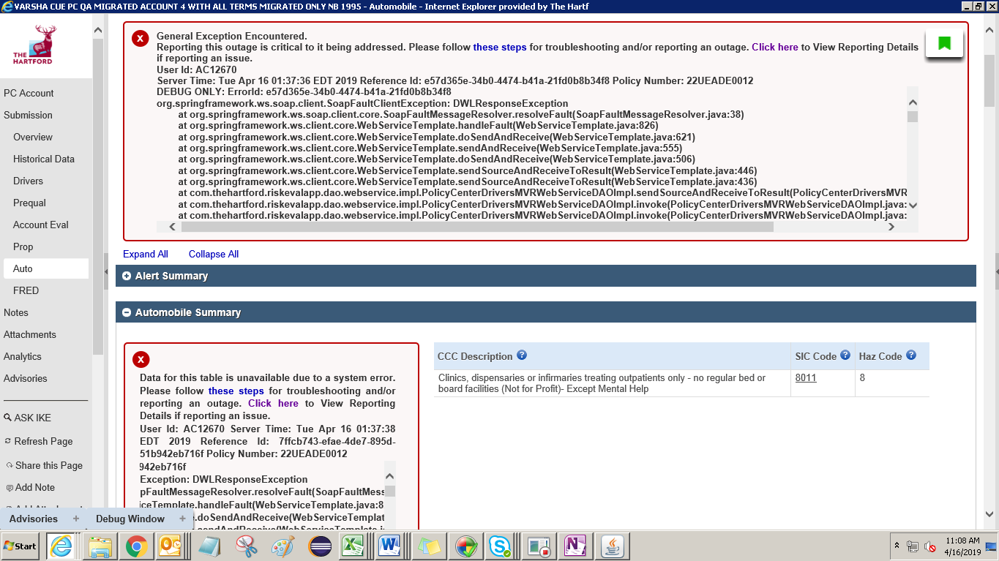 VARSHA CUE PC QA MIGRATED ACCOUNT 4 WITH ALL TERMS MIGRATED ONLY NB 1995 - Automobile - Internet Explorer provided by The Hartf
THE
HARTFORD
PC Account
Submission
Overview
Historical Data
Drivers
Prequal
Account Eval
Prop
Auto
FRED
Notes
Attachments
Analytics
Advisories
ASK IKE
Refresh Page
Share this Page
Add Note
General Exception Encountered.
Reporting this outage is critical to it being addressed. Please follow these steps for troubleshooting and/or reporting an outage. Click here to View Reporting Details
if reporting an issue.
User Id: AC12670
Server Time: Tue Apr 16 01:37:36 EDT 2019 Reference Id: e57d365e-34b0-4474-b41a-21fd0b8b34f8 Policy Number: 22UEADE0012
DEBUG ONLY: ErrorId: e57d365e-34b0-4474-b41a-21fd0b8b34f8
org.springframework.ws.soap.client.SoapFaultClientException: DWLResponseException
at org.springframework.ws.soap.client.core.SoapFaultMessageResolver.resolveFault(SoapFaultMessageResolver.java:38)
at org.springframework.ws.client.core.WebServiceTemplate.handleFault(WebServiceTemplate.java:826)
at org.springframework.ws.client.core.WebServiceTemplate.doSendAndReceive(WebServiceTemplate.java:621)
at org.springframework.ws.client.core.WebServiceTemplate.sendAndReceive(WebServiceTemplate.java:555)
at org.springframework.ws.client.core.WebServiceTemplate.doSendAndReceive(WebServiceTemplate.java:506)
at org.springframework.ws.client.core.WebServiceTemplate.sendSourceAndReceiveToResult(WebServiceTemplate.java:446)
at org.springframework.ws.client.core.WebServiceTemplate.sendSourceAndReceiveToResult(WebServiceTemplate.java:436)
at com.thehartford.riskevalapp.dao.webservice.impl.PolicyCenterDriversMVRWebServiceDAOImpl.sendSourceAndReceiveToResult(PolicyCenterDriversMVR
at com.thehartford.riskevalapp.dao.webservice.impl.PolicyCenterDriversMVRWebServiceDAOImpl.invoke(PolicyCenterDriversMVRWebServiceDAOImpl.java:
at com.thehartford.riskevalapp.dao.webservice.impl.PolicyCenterDriversMVRWebServiceDAOImpl.invoke(PolicyCenterDriversMVRWebServiceDAOImpl.java:
Expand All Collapse All
Alert Summary
Automobile Summary
Data for this table is unavailable due to a system error.
Please follow these steps for troubleshooting and/or
reporting an outage. Click here to View Reporting
Details if reporting an issue.
User Id: AC12670 Server Time: Tue Apr 16 01:37:38
EDT 2019 Reference Id: 7ffcb743-efae-4de7-895d-
51b942eb716f Policy Number: 22UEADE0012
942eb716f
Exception: DWLResponseException
pFaultMessageResolver.resolveFault(SoapFaultMess
iceTemplate.handleFault(WebServiceTemplate.java:8
.doSendAndReceive(WebServiceTemplat
CCC Description SIC Code Haz Code
Clinics, dispensaries or infirmaries treating outpatients only - no regular bed or 8011 8
board facilities (Not for Profit)- Except Mental Help
Advisories + Debug Window +
Start
11:08 AM
4/16/2019